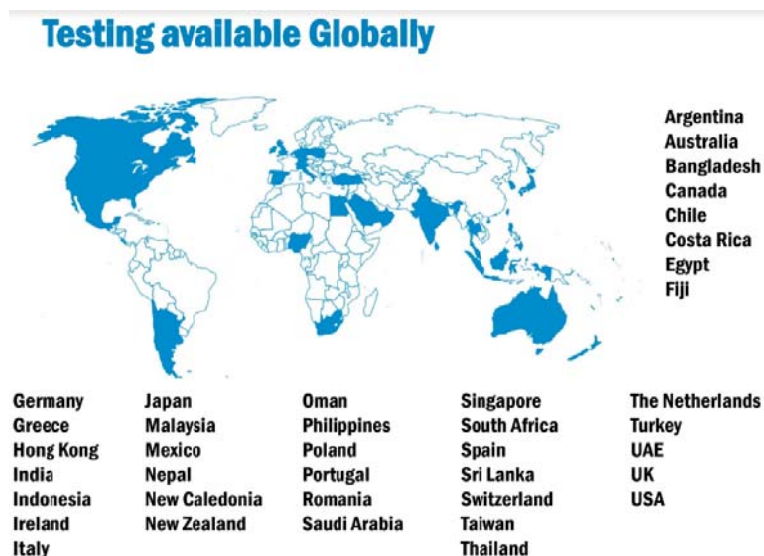 Testing available Globally
Argentina
Australia
Bangladesh
Canada
Chile
Costa Rica
Egypt
Fiji
Germany
Greece
Hong Kong
India
Indonesia
Ireland
Italy
Japan
Malaysia
Mexico
Nepal
New Caledonia
New Zealand
Oman
Philippines
Poland
Portugal
Romania
Saudi Arabia
Singapore
South Africa
Spain
Sri Lanka
Switzerland
Taiwan
Thailand
The Netherlands
Turkey
UAE
UK
USA